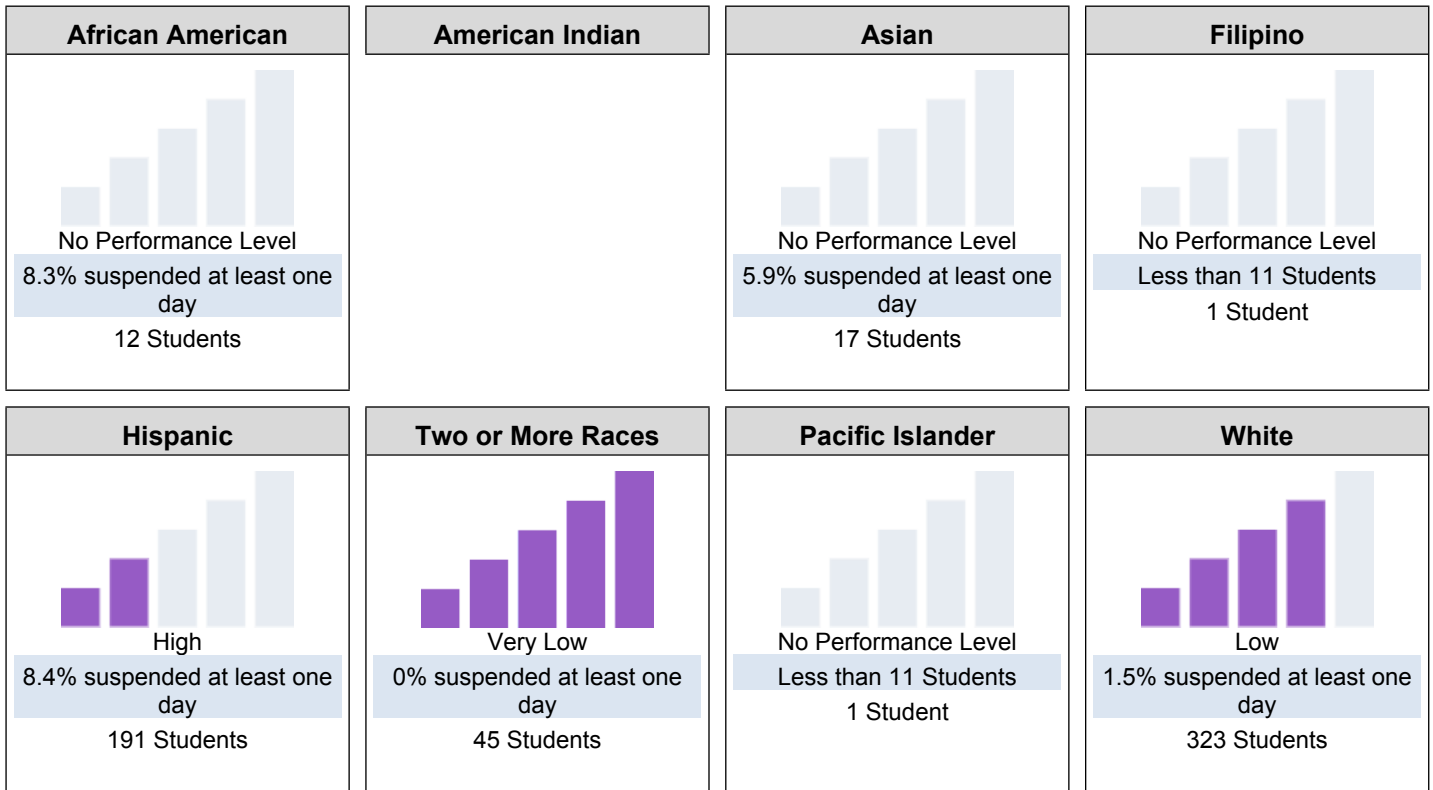 African American
No Performance Level
8.3% suspended at least one
day
12 Students
American Indian
Asian
No Performance Level
5.9% suspended at least one
day
17 Students
Filipino
No Performance Level
Less than 11 Students
1 Student
Hispanic
High
8.4% suspended at least one
day
191 Students
Two or More Races
Very Low
0% suspended at least one
day
45 Students
Pacific Islander
No Performance Level
Less than 11 Students
1 Student
White
Low
1.5% suspended at least one
day
323 Students